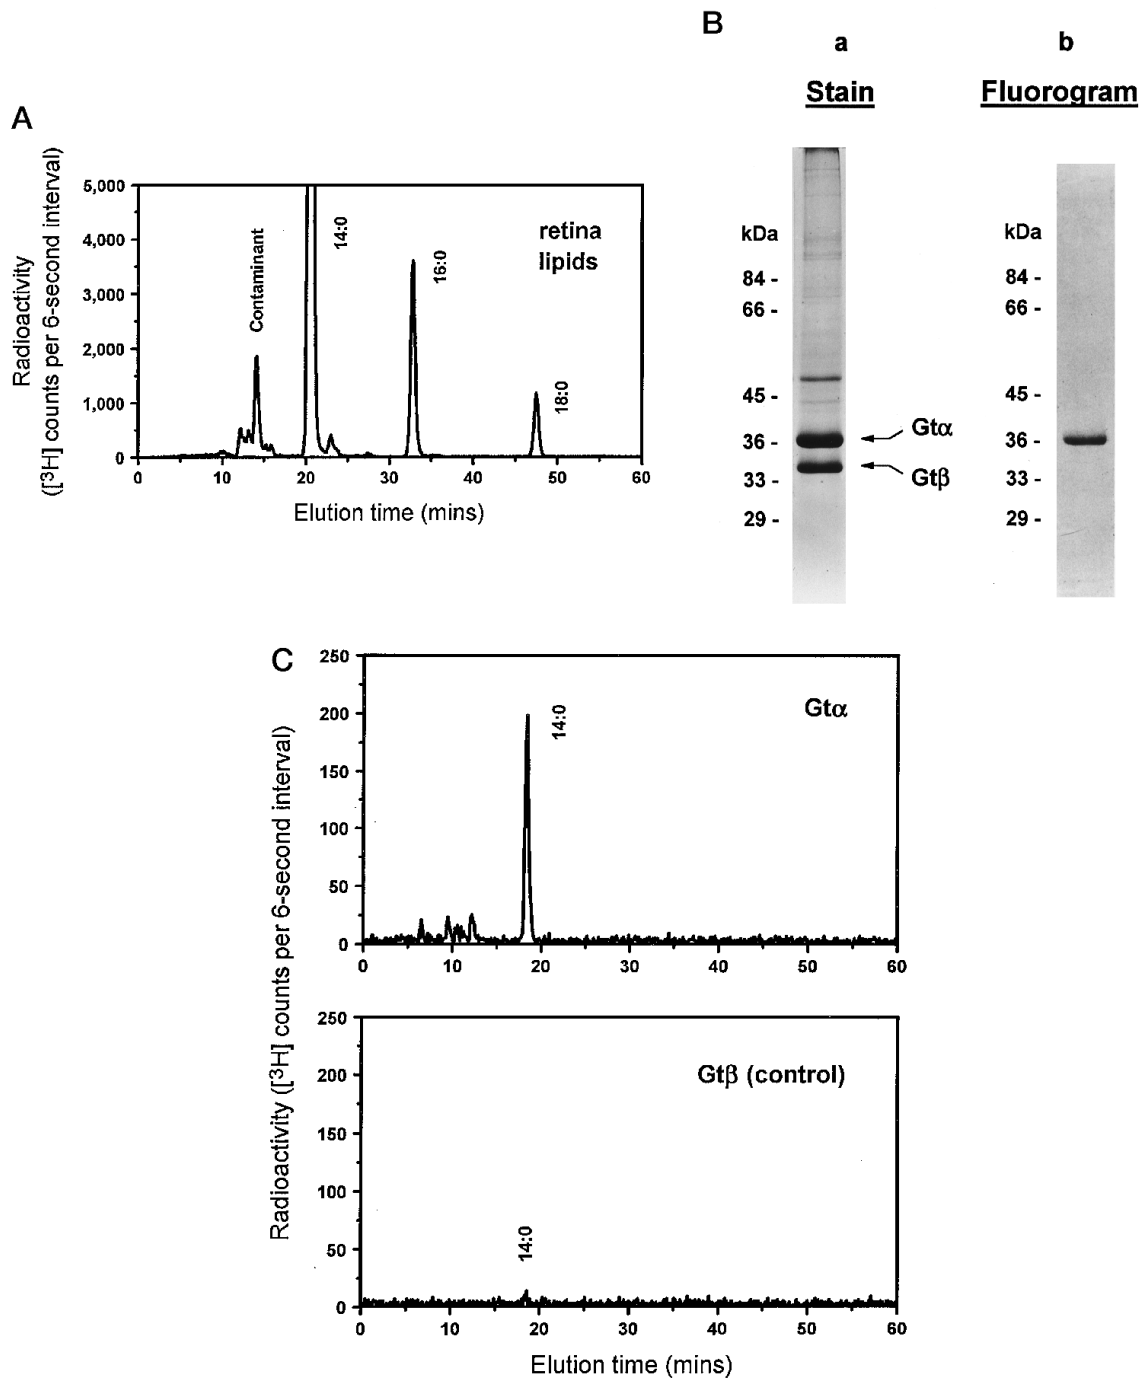 A
Radioactivity
([³H] counts per 6-second interval)
5,000
4,000
3,000
2,000
1,000
0
Contaminant
14:0
16:0
18:0
retina
lipids
0 10 20 30 40 50 60
Elution time (mins)
B
a
Stain
kDa
84 -
66 -
45 -
36 -
33 -
29 -
Gtα
Gtβ
b
Fluorogram
kDa
84 -
66 -
45 -
36 -
33 -
29 -
C
Radioactivity ([³H] counts per 6-second interval)
250
200
150
100
50
0
14:0
Gtα
0 10 20 30 40 50 60
250
200
150
100
50
0
14:0
Gtβ (control)
0 10 20 30 40 50 60
Elution time (mins)